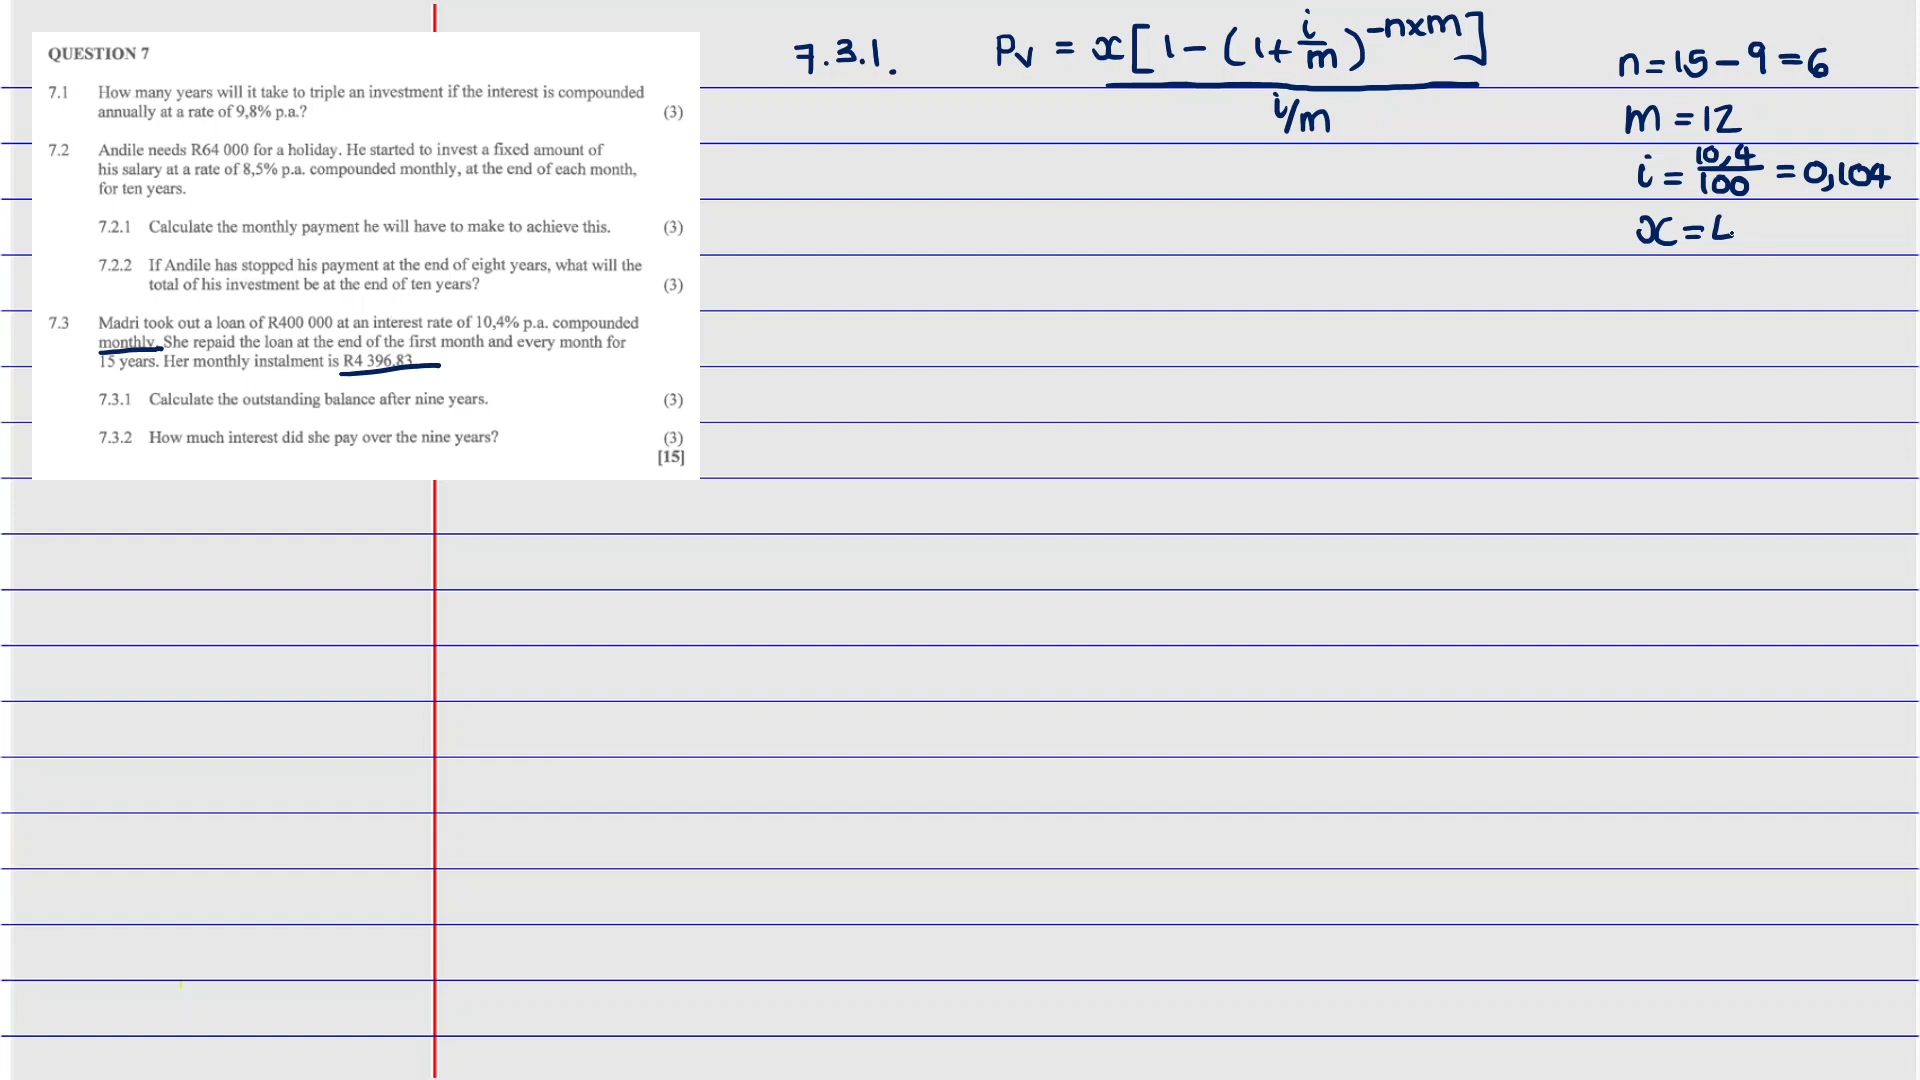 QUESTION 7
7.1 How many years will it take to triple an investment if the interest is compounded
annually at a rate of 9,8% p.a.? (3)
7.2 Andile needs R64 000 for a holiday. He started to invest a fixed amount of
his salary at a rate of 8,5% p.a. compounded monthly, at the end of each month,
for ten years.
7.2.1 Calculate the monthly payment he will have to make to achieve this. (3)
7.2.2 If Andile has stopped his payment at the end of eight years, what will the
total of his investment be at the end of ten years? (3)
7.3 Madri took out a loan of R400 000 at an interest rate of 10,4% p.a. compounded
monthly. She repaid the loan at the end of the first month and every month for
15 years. Her monthly instalment is R4 396,83.
7.3.1 Calculate the outstanding balance after nine years. (3)
7.3.2 How much interest did she pay over the nine years? (3)
[15]
7.3.1. Pv = x[1-(1+i/m)^-n×m]
i/m
n=15-9=6
m=12
i=10,4/100=0,104
x=